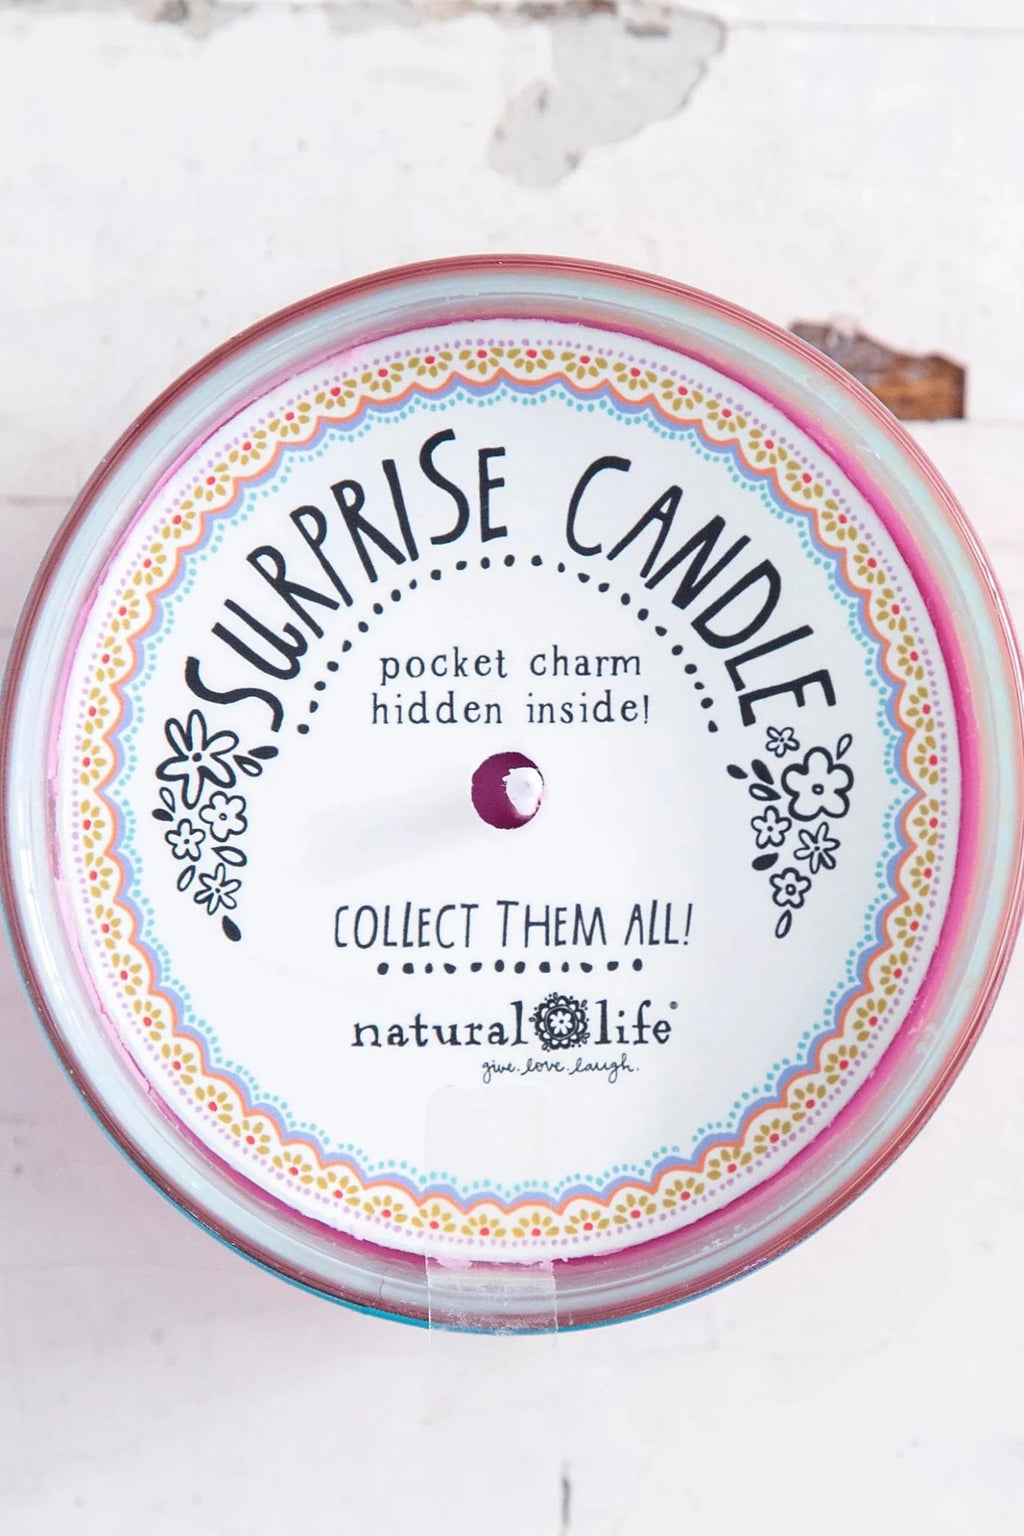 SURPRISE CANDLE
pocket charm
hidden inside!
COLLECT THEM ALL!
natural life®
give.love.laugh.